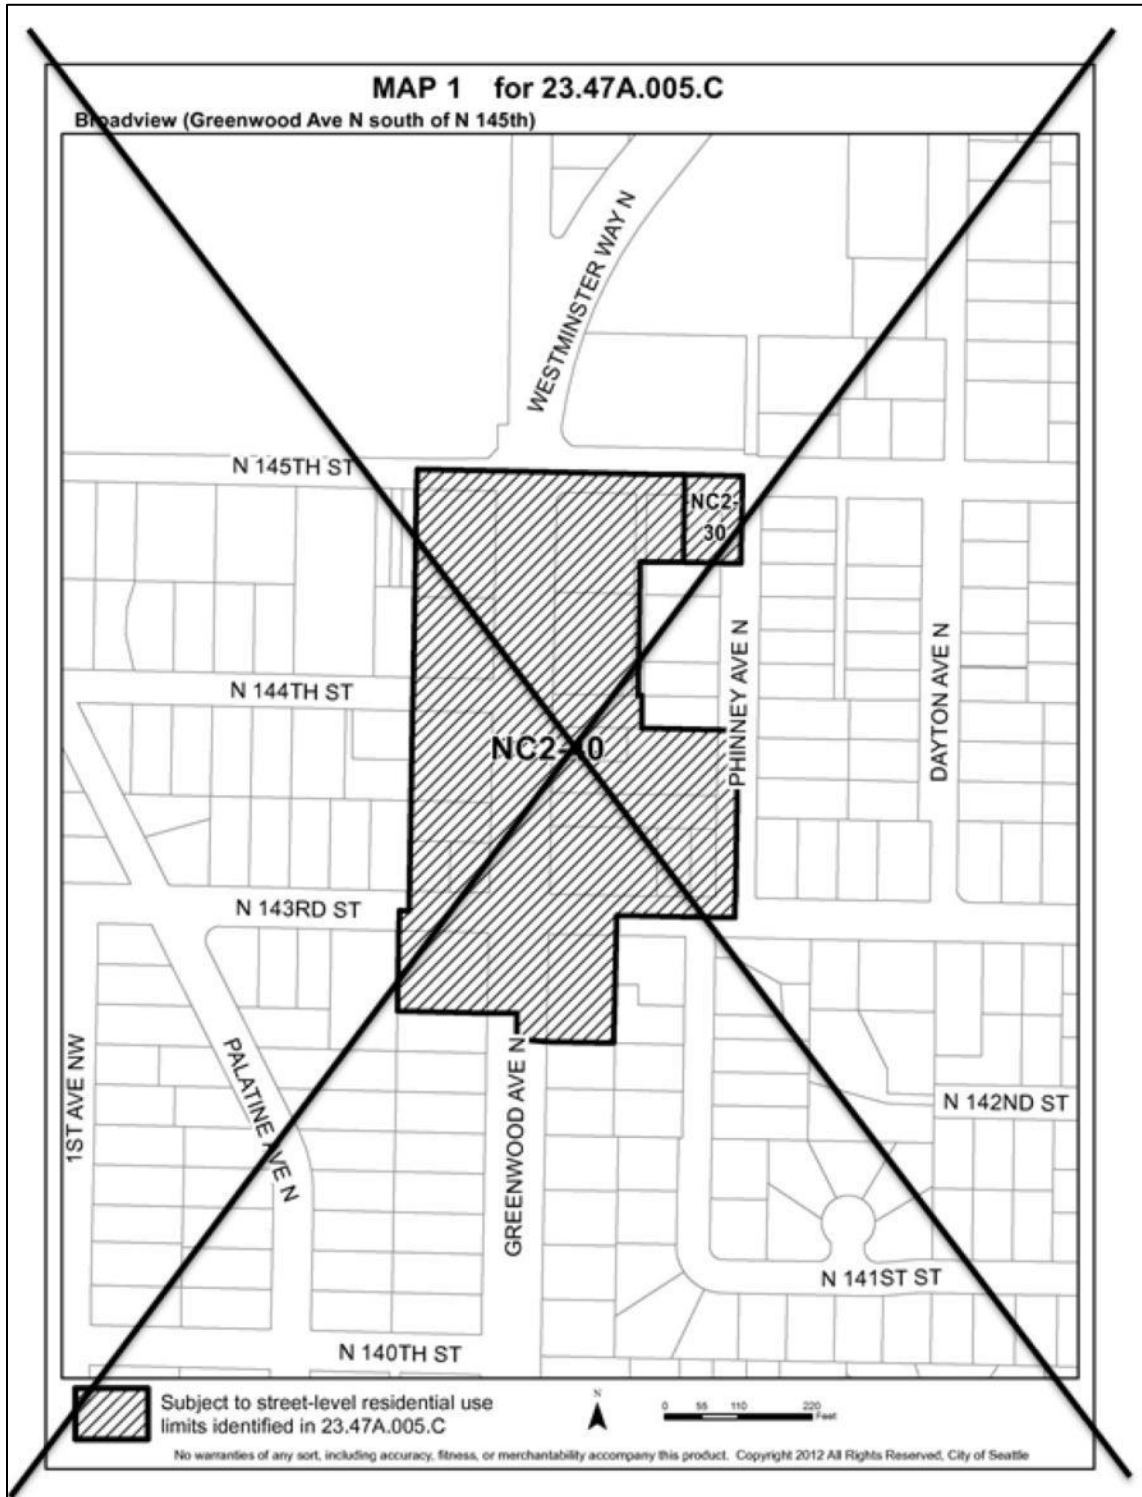 MAP 1 for 23.47A.005.C
Broadview (Greenwood Ave N south of N 145th)
WESTMINSTER WAY N
N 145TH ST
NC2-
30
N 144TH ST
PHINNEY AVE N
DAYTON AVE N
NC2-40
N 143RD ST
1ST AVE NW
PALATINE AVE N
GREENWOOD AVE N
N 142ND ST
N 141ST ST
N 140TH ST
Subject to street-level residential use
limits identified in 23.47A.005.C
N
0 55 110 220
Feet
No warranties of any sort, including accuracy, fitness, or merchantability accompany this product. Copyright 2012 All Rights Reserved, City of Seattle